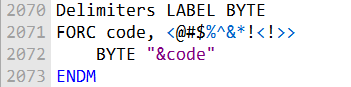 2070 Delimiters LABEL BYTE
2071 FORC code, <@#$%^&*!<!>>
2072 BYTE "&code"
2073 ENDM